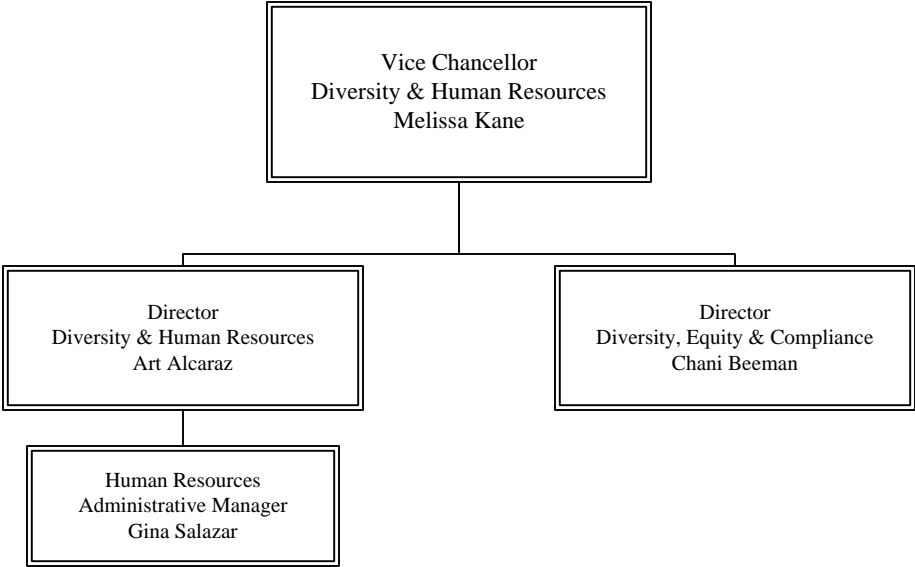 Vice Chancellor
Diversity & Human Resources
Melissa Kane
Director
Diversity & Human Resources
Art Alcaraz
Director
Diversity, Equity & Compliance
Chani Beeman
Human Resources
Administrative Manager
Gina Salazar